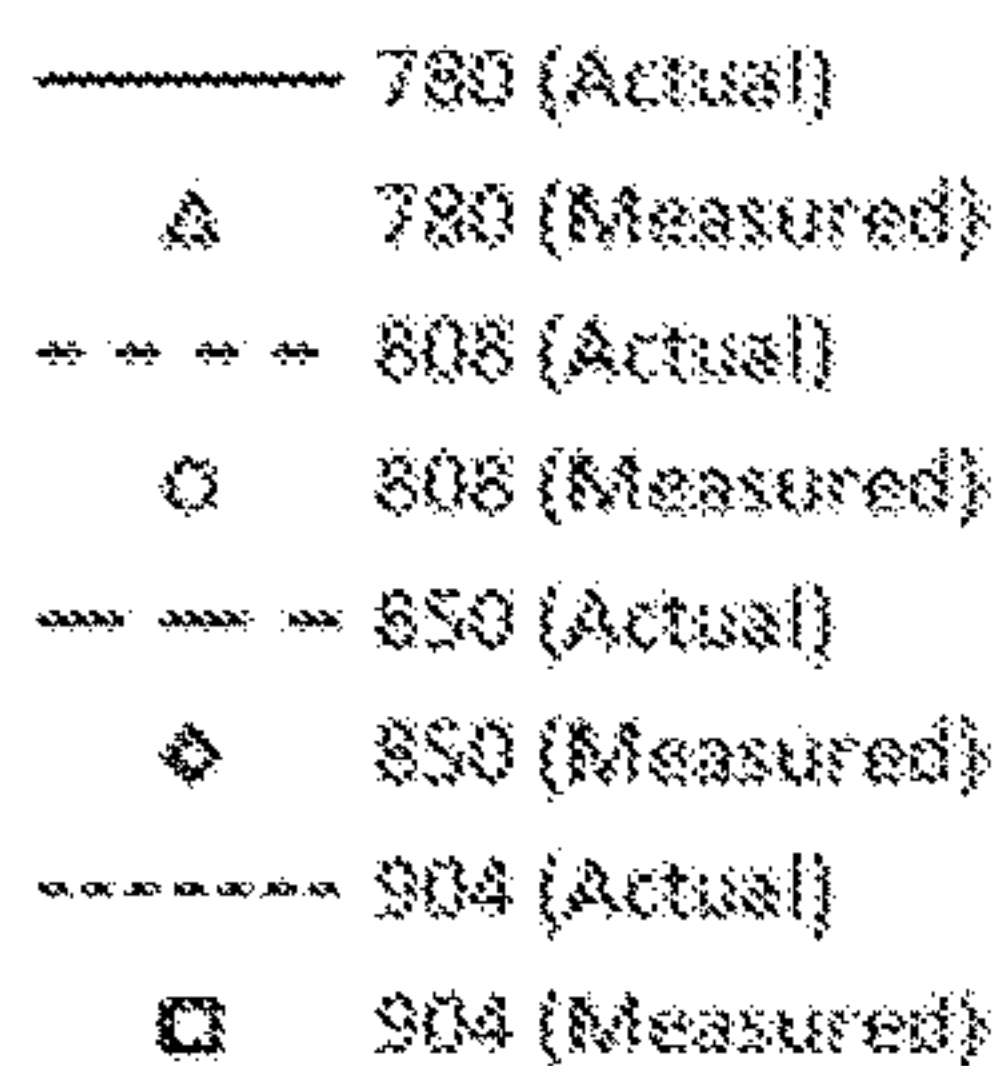 780 (Actual)
780 (Measured)
808 (Actual)
808 (Measured)
850 (Actual)
850 (Measured)
904 (Actual)
904 (Measured)